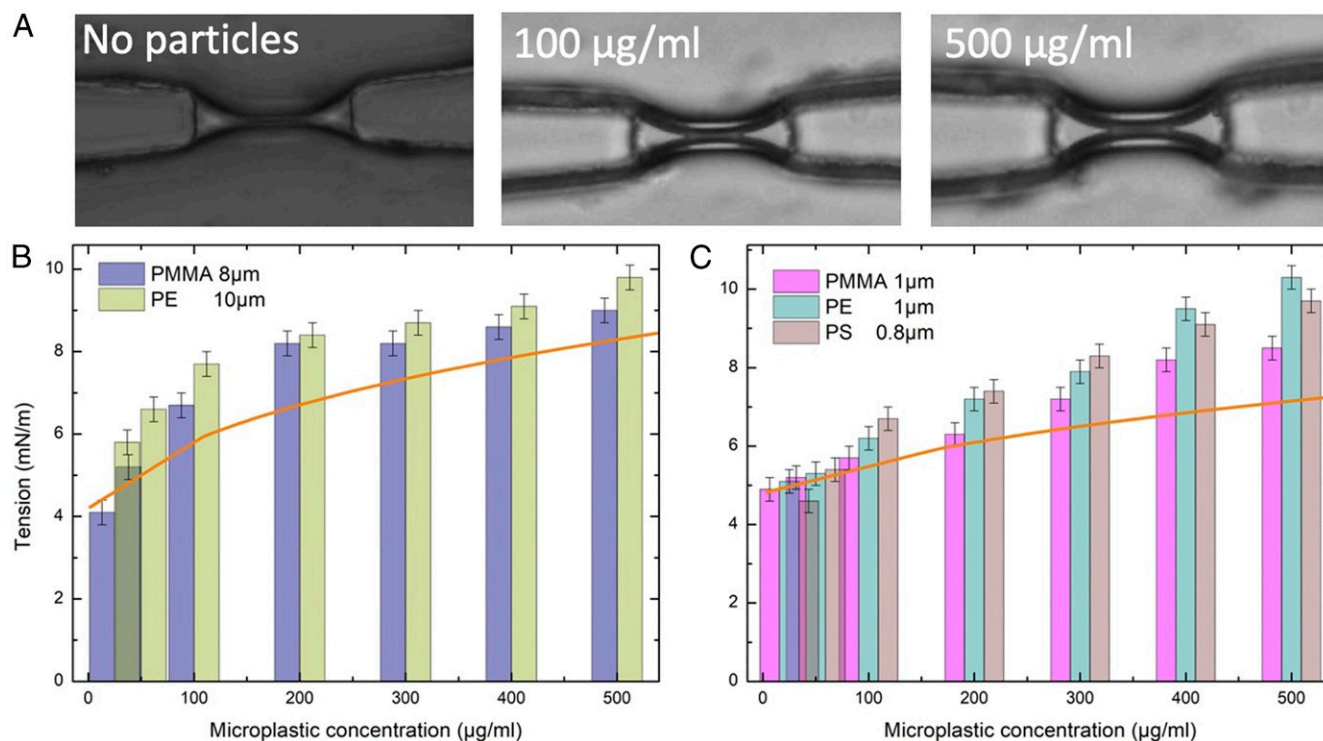 A
No particles
100 µg/ml
500 µg/ml
B
PMMA 8µm
PE 10µm
10
8
6
4
2
0
Tension (mN/m)
0 100 200 300 400 500
Microplastic concentration (µg/ml)
C
PMMA 1µm
PE 1µm
PS 0.8µm
10
8
6
4
2
0
0 100 200 300 400 500
Microplastic concentration (µg/ml)